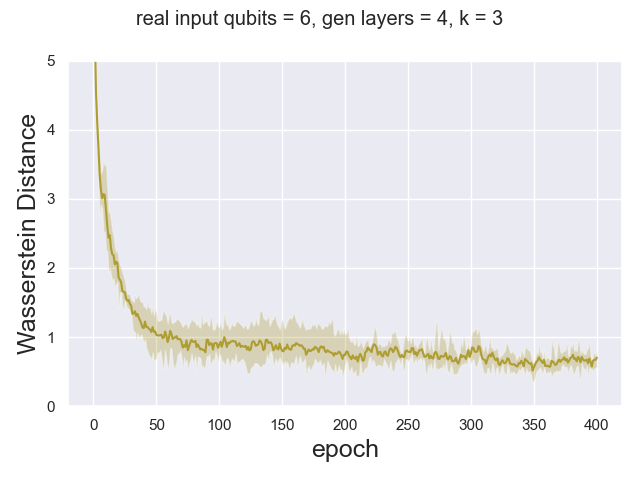 real input qubits = 6, gen layers = 4, k = 3
Wasserstein Distance
5
4
3
2
1
0
0 50 100 150 200 250 300 350 400
epoch